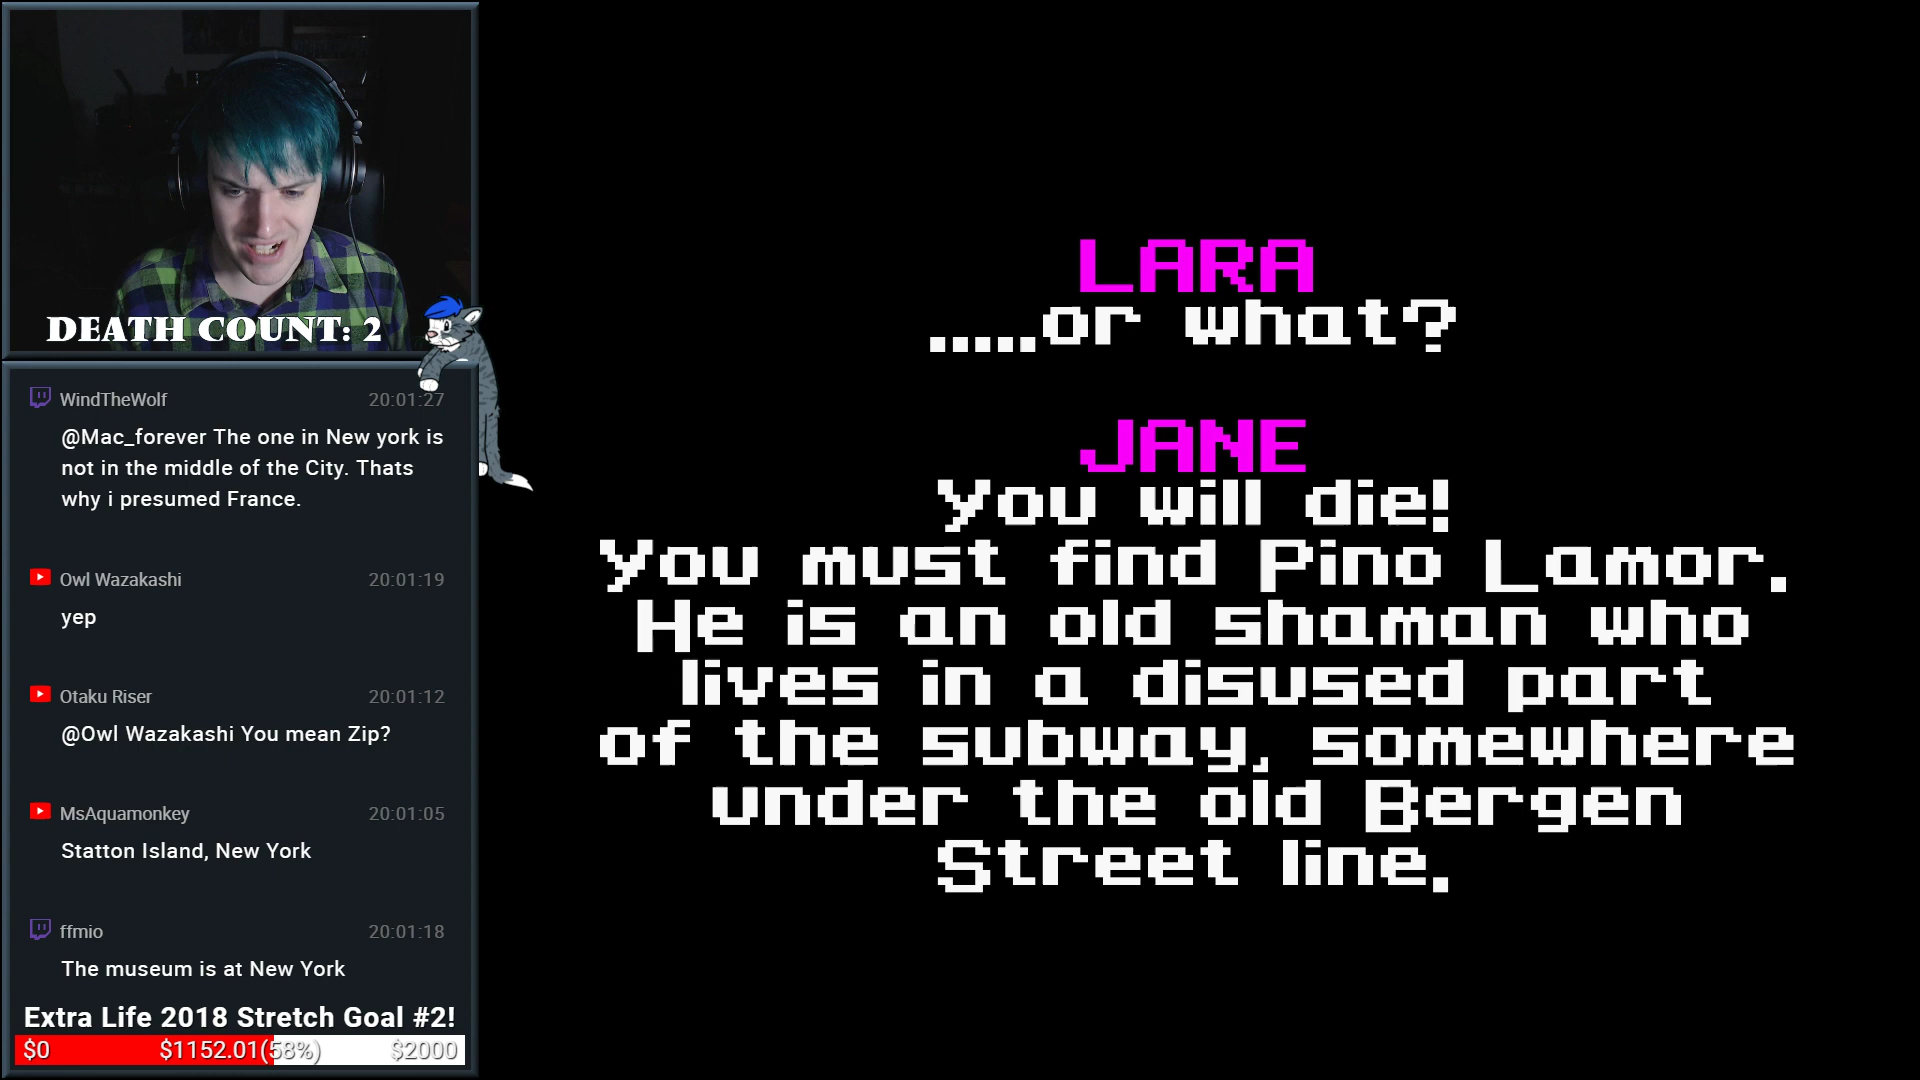 DEATH COUNT: 2
WindTheWolf 20:01:27
@Mac_forever The one in New york is
not in the middle of the City. Thats
why i presumed France.
Owl Wazakashi 20:01:19
yep
Otaku Riser 20:01:12
@Owl Wazakashi You mean Zip?
MsAquamonkey 20:01:05
Statton Island, New York
ffmio 20:01:18
The museum is at New York
Extra Life 2018 Stretch Goal #2!
$0 $1152.01(58%) $2000
LARA
.....or what?
JANE
You will die!
You must find Pino Lamor.
He is an old shaman who
lives in a disused part
of the subway, somewhere
under the old Bergen
Street line.